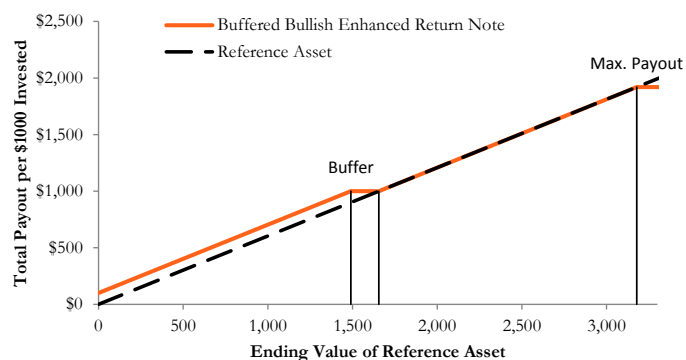 $2,500
Buffered Bullish Enhanced Return Note
Reference Asset
Max. Payout
$2,000
$1,500
Buffer
$1,000
$500
$0
Total Payout per $1000 Invested
0 500 1,000 1,500 2,000 2,500 3,000
Ending Value of Reference Asset